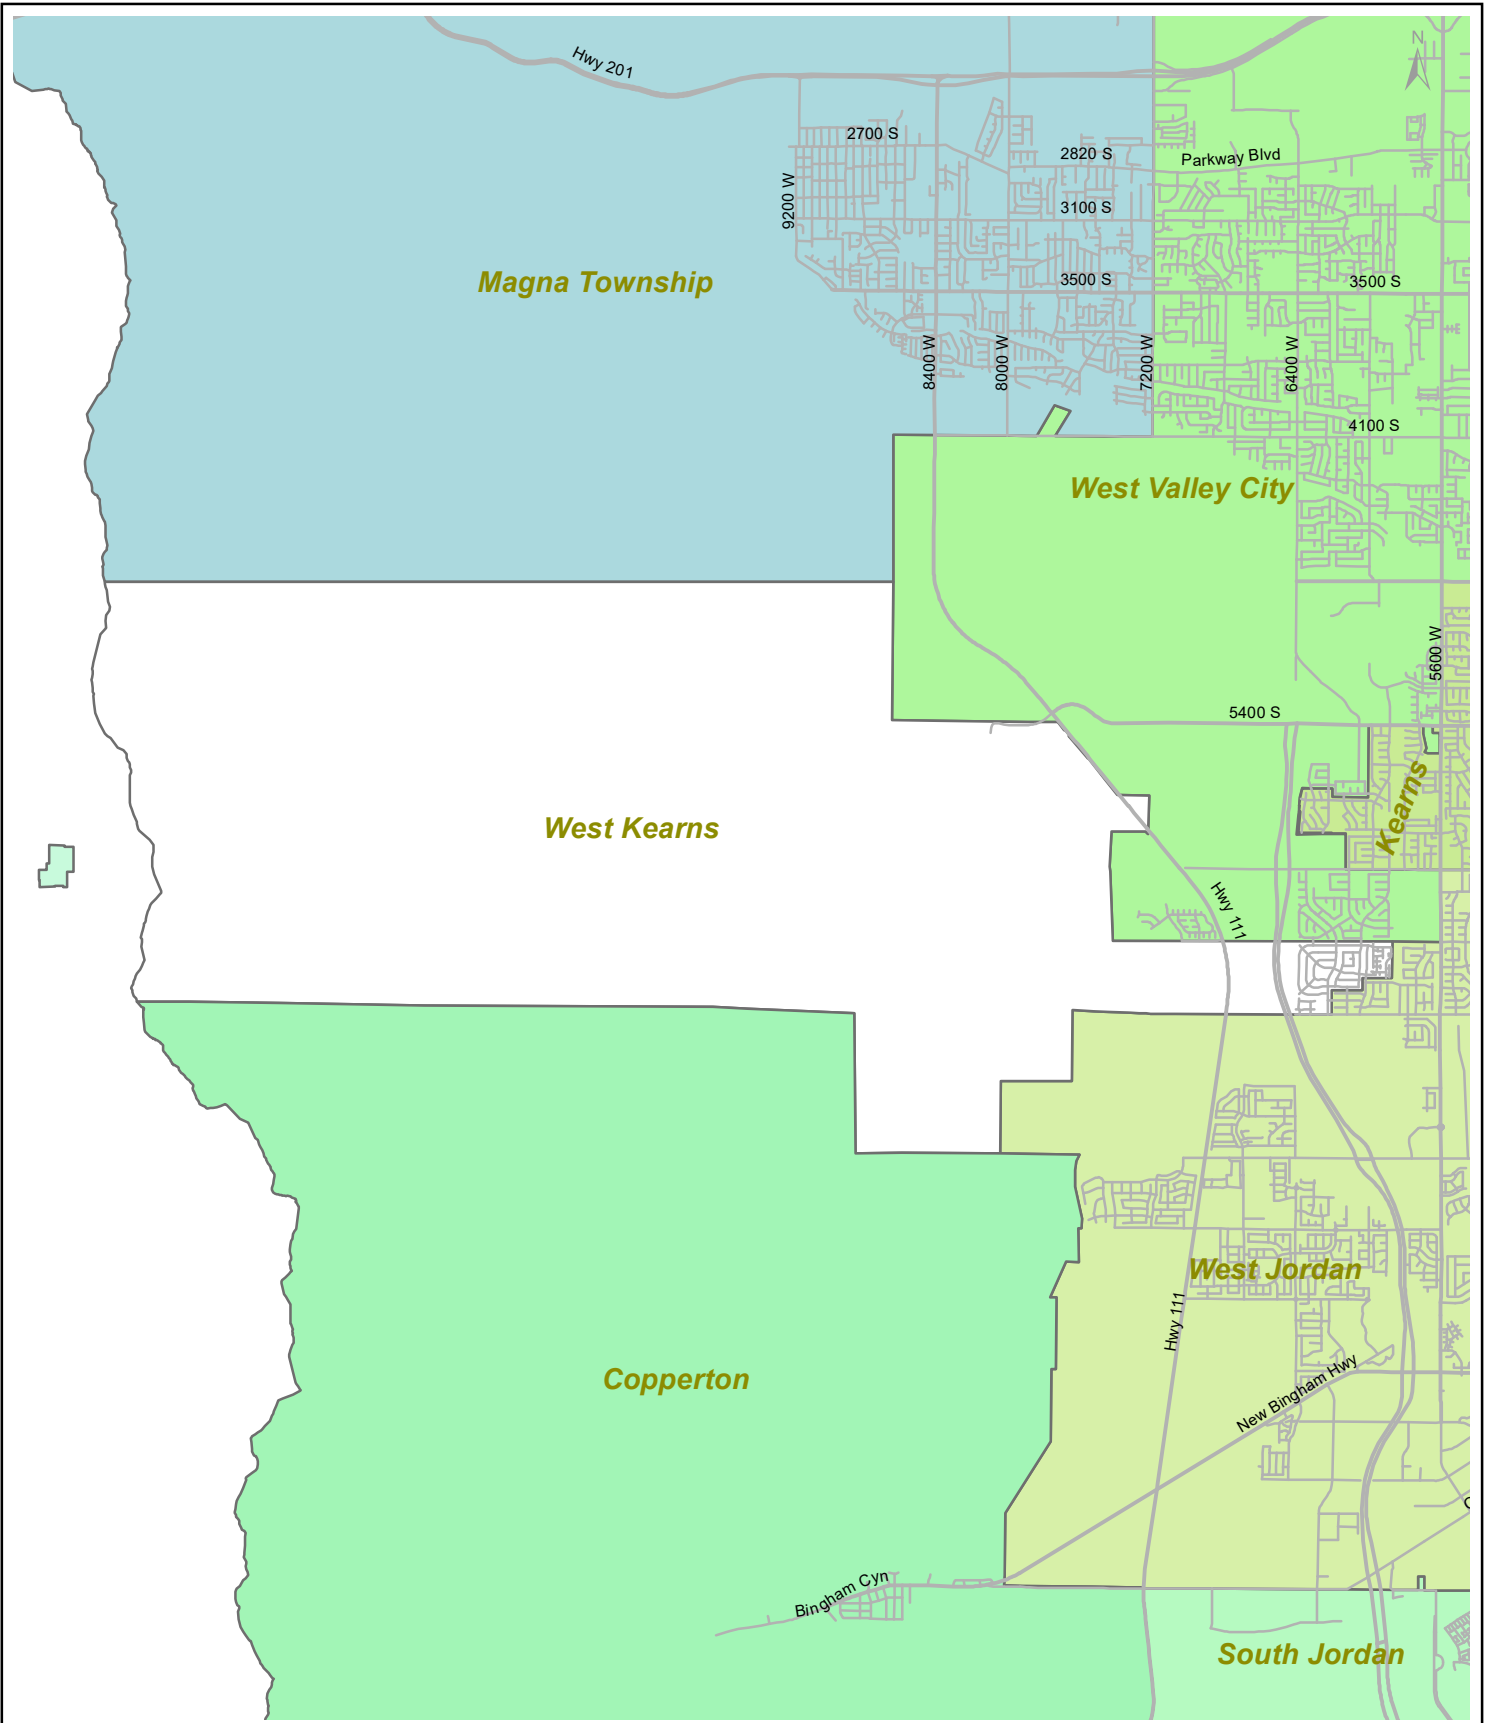 N
Hwy 201
2700 S
2820 S
Parkway Blvd
9200 W
3100 S
Magna Township
3500 S
3500 S
8400 W
8000 W
7200 W
6400 W
4100 S
West Valley City
5600 W
5400 S
Kearns
West Kearns
Hwy 111
West Jordan
Hwy 111
Copperton
New Bingham Hwy
Bingham Cyn
South Jordan